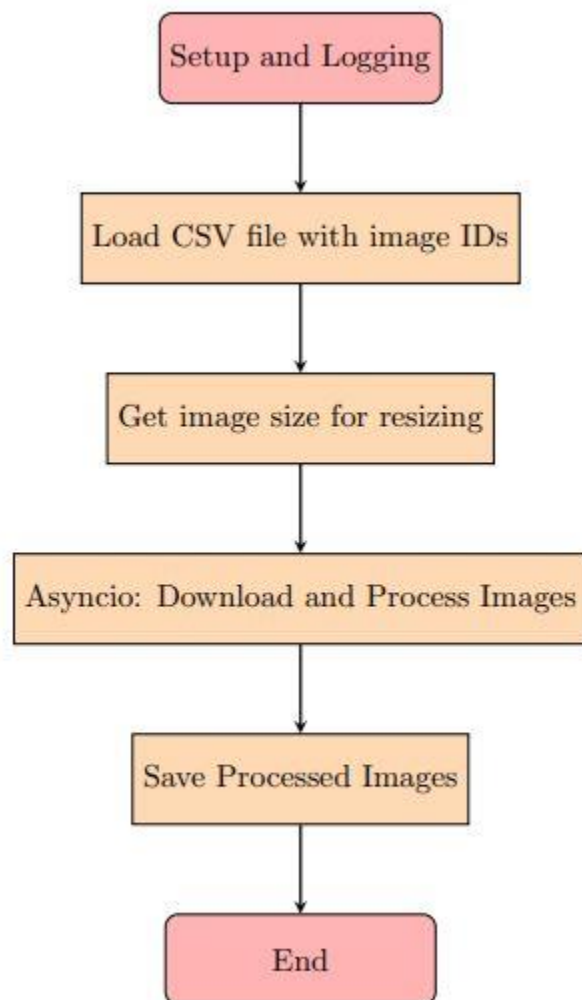 Setup and Logging
Load CSV file with image IDs
Get image size for resizing
Asyncio: Download and Process Images
Save Processed Images
End